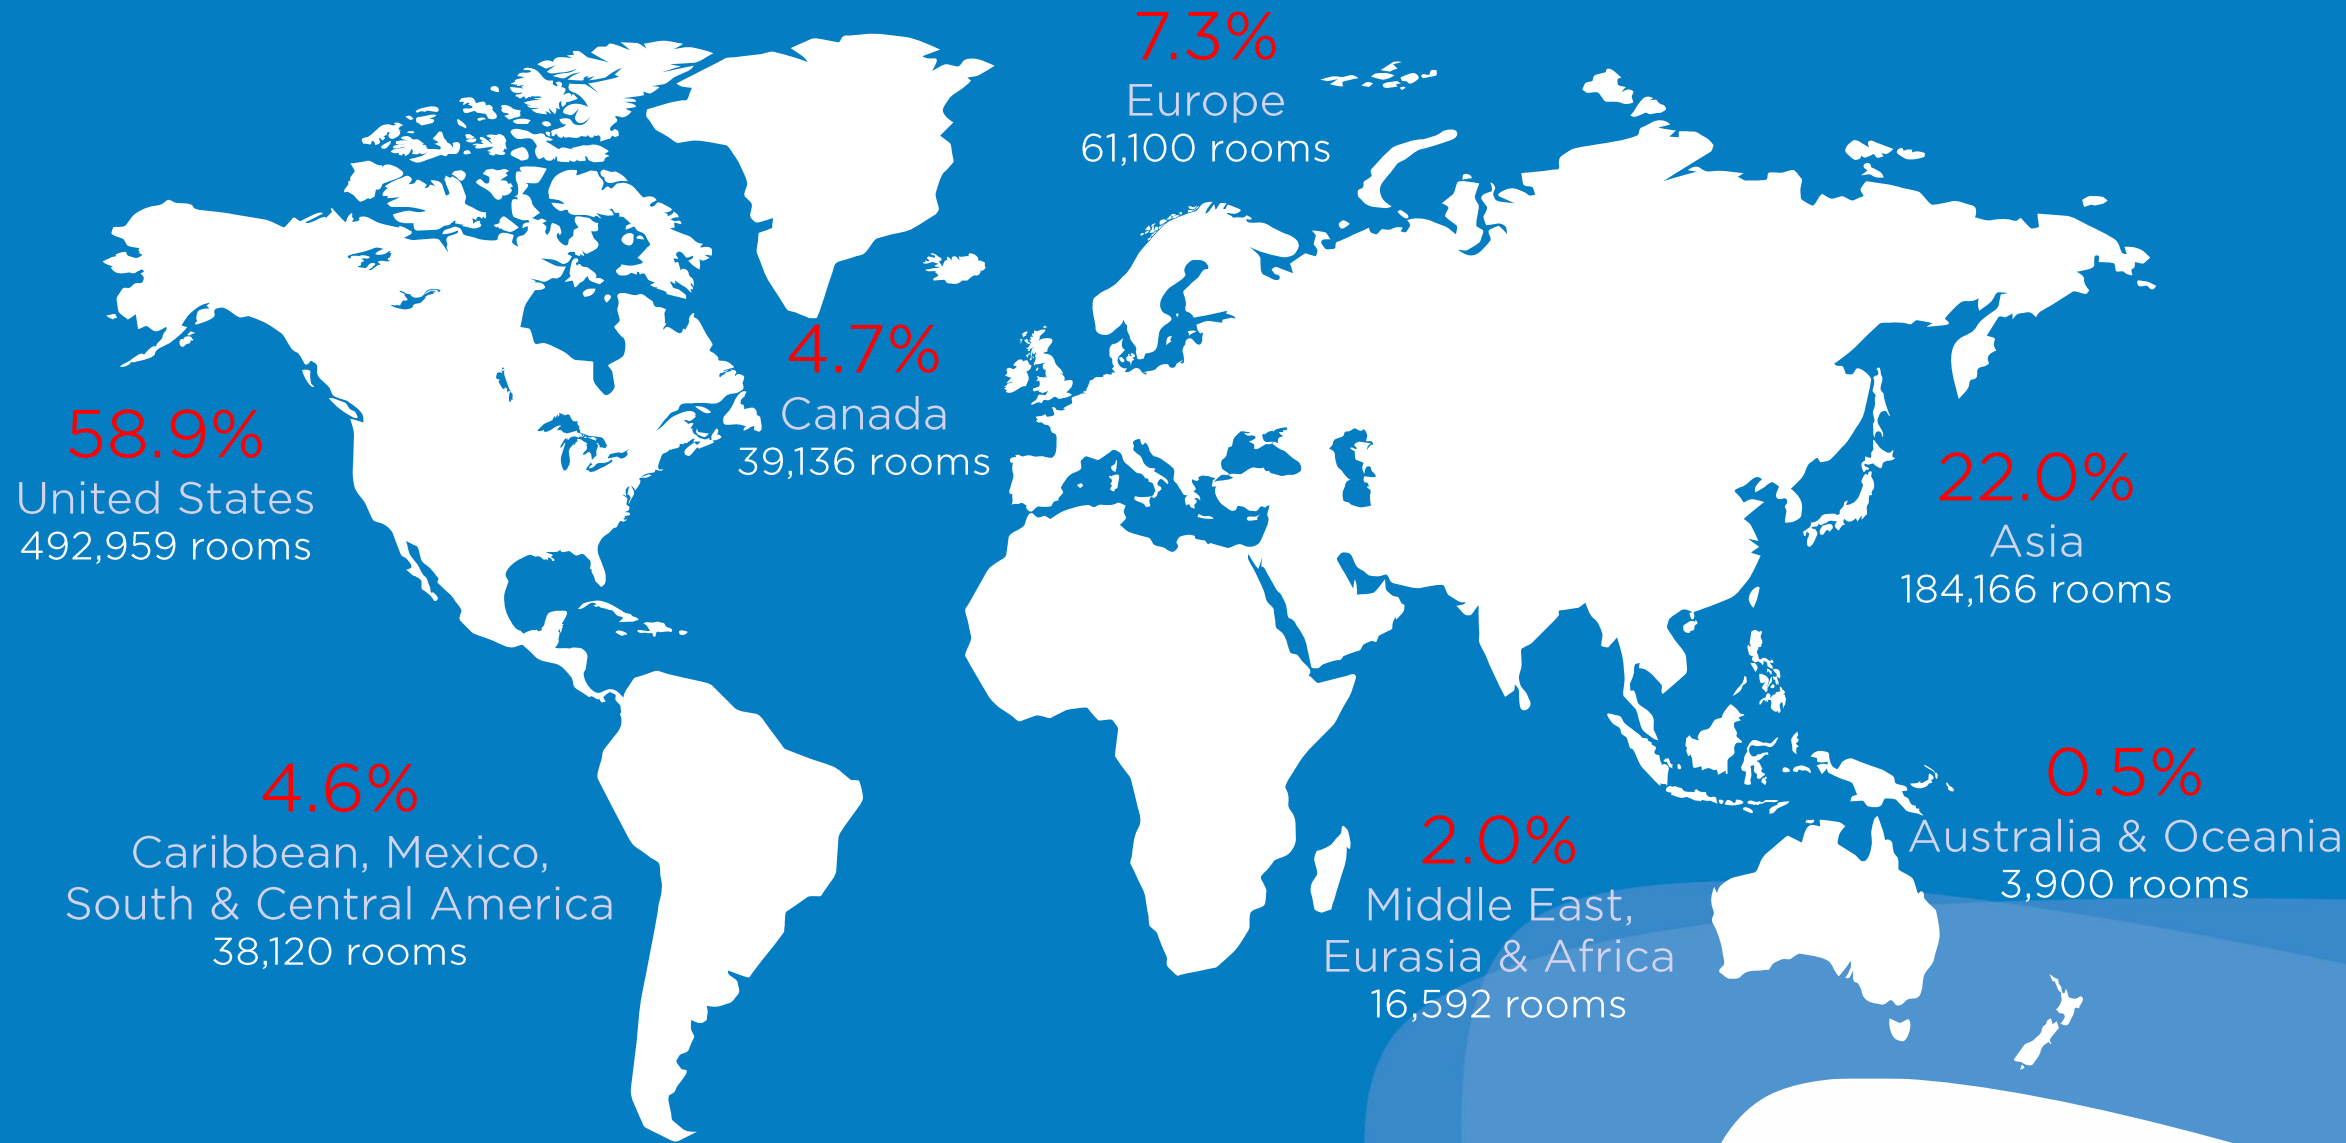 7.3%
Europe
61,100 rooms
4.7%
Canada
39,136 rooms
58.9%
United States
492,959 rooms
22.0%
Asia
184,166 rooms
4.6%
Caribbean, Mexico,
South & Central America
38,120 rooms
2.0%
Middle East,
Eurasia & Africa
16,592 rooms
0.5%
Australia & Oceania
3,900 rooms